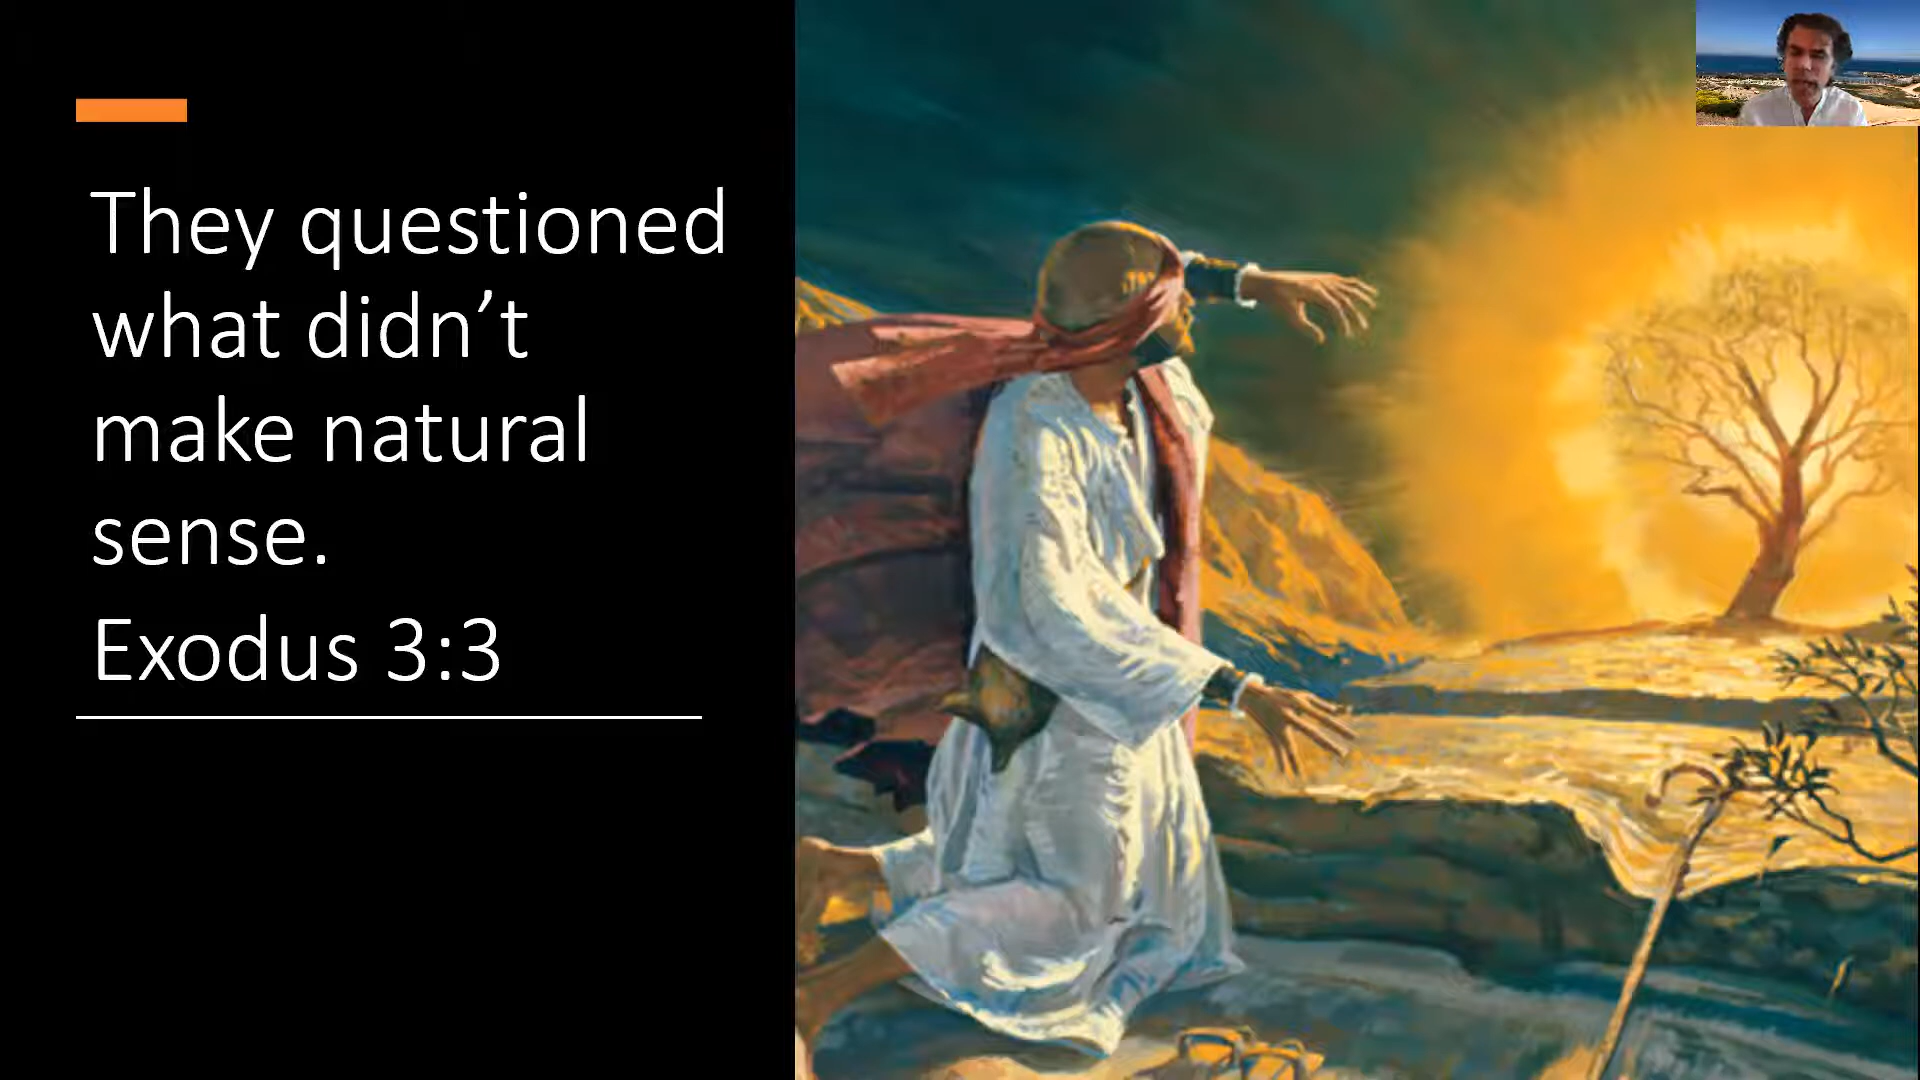 They questioned
what didn’t
make natural
sense.
Exodus 3:3